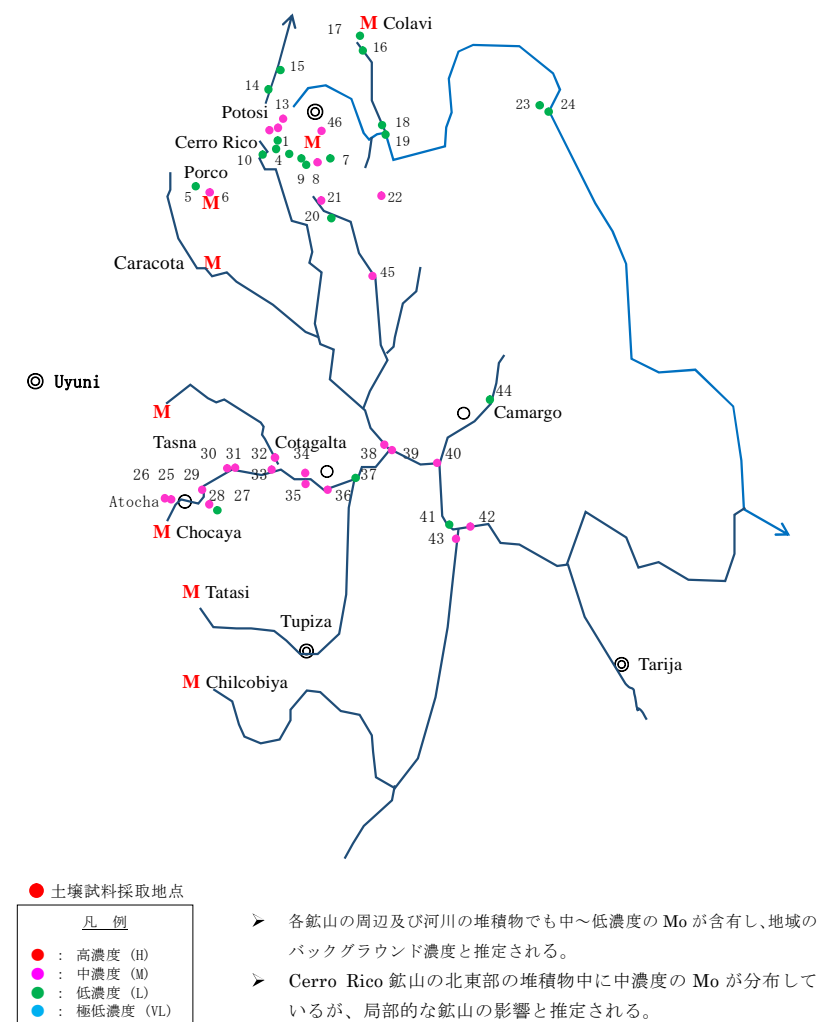 M Colavi
17
16
15
14
Potosi
13
46
18
19
23
24
Cerro Rico
1
M
10
4
9
8
7
Porco
5
6
M
21
22
20
Caracota
M
45
Uyuni
44
Camargo
M
Tasna
Cotagalta
30
31
32
34
38
39
40
26
25
29
33
37
Atocha
28
27
35
36
41
42
43
M Chocaya
M Tatasi
Tupiza
Tarija
M Chilcobiya
土壌試料採取地点
凡 例
: 高濃度 (H)
: 中濃度 (M)
: 低濃度 (L)
: 極低濃度 (VL)
➢ 各鉱山の周辺及び河川の堆積物でも中～低濃度の Mo が含有し、地域の
バックグラウンド濃度と推定される。
➢ Cerro Rico 鉱山の北東部の堆積物中に中濃度の Mo が分布して
いるが、局部的な鉱山の影響と推定される。